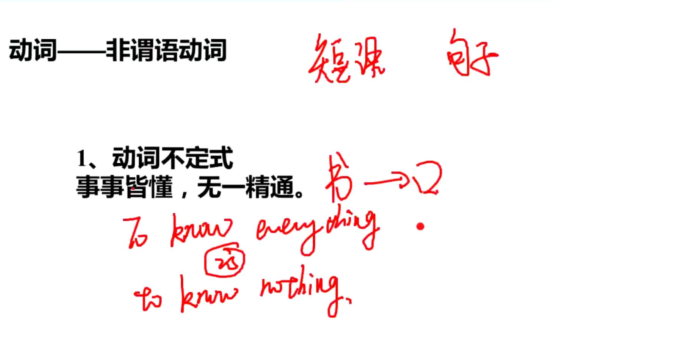 动词——非谓语动词 短课 句子
1、动词不定式
事事皆懂，无一精通。 书→口
To know everything
is
to know nothing.